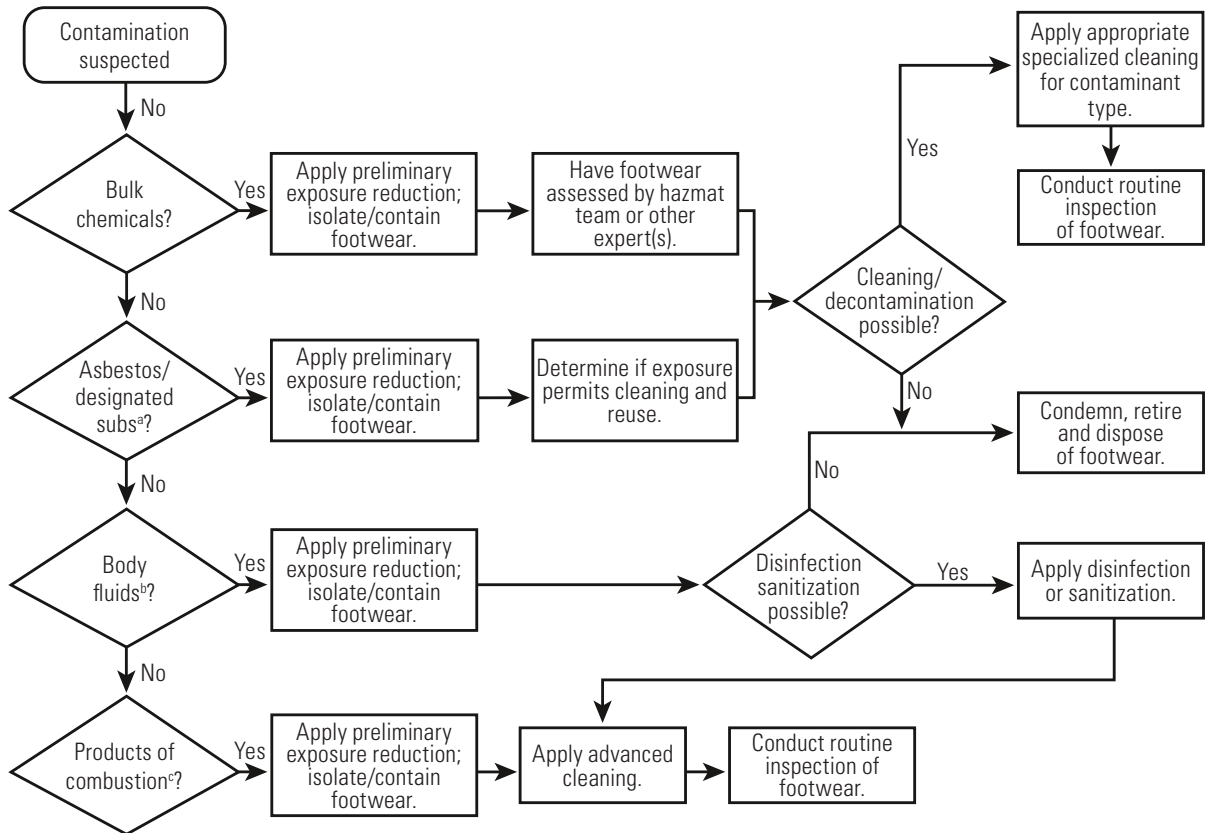 Contamination
suspected
No
Bulk
chemicals?
Yes
Apply preliminary
exposure reduction;
isolate/contain
footwear.
Have footwear
assessed by hazmat
team or other
expert(s).
No
Asbestos/
designated
subsᵃ?
Yes
Apply preliminary
exposure reduction;
isolate/contain
footwear.
Determine if exposure
permits cleaning and
reuse.
Cleaning/
decontamination
possible?
Yes
Apply appropriate
specialized cleaning
for contaminant
type.
Conduct routine
inspection
of footwear.
No
Condemn, retire
and dispose
of footwear.
No
Body
fluidsᵇ?
Yes
Apply preliminary
exposure reduction;
isolate/contain
footwear.
Disinfection
sanitization
possible?
No
Yes
Apply disinfection
or sanitization.
No
Products of
combustionᶜ?
Yes
Apply preliminary
exposure reduction;
isolate/contain
footwear.
Apply advanced
cleaning.
Conduct routine
inspection of
footwear.